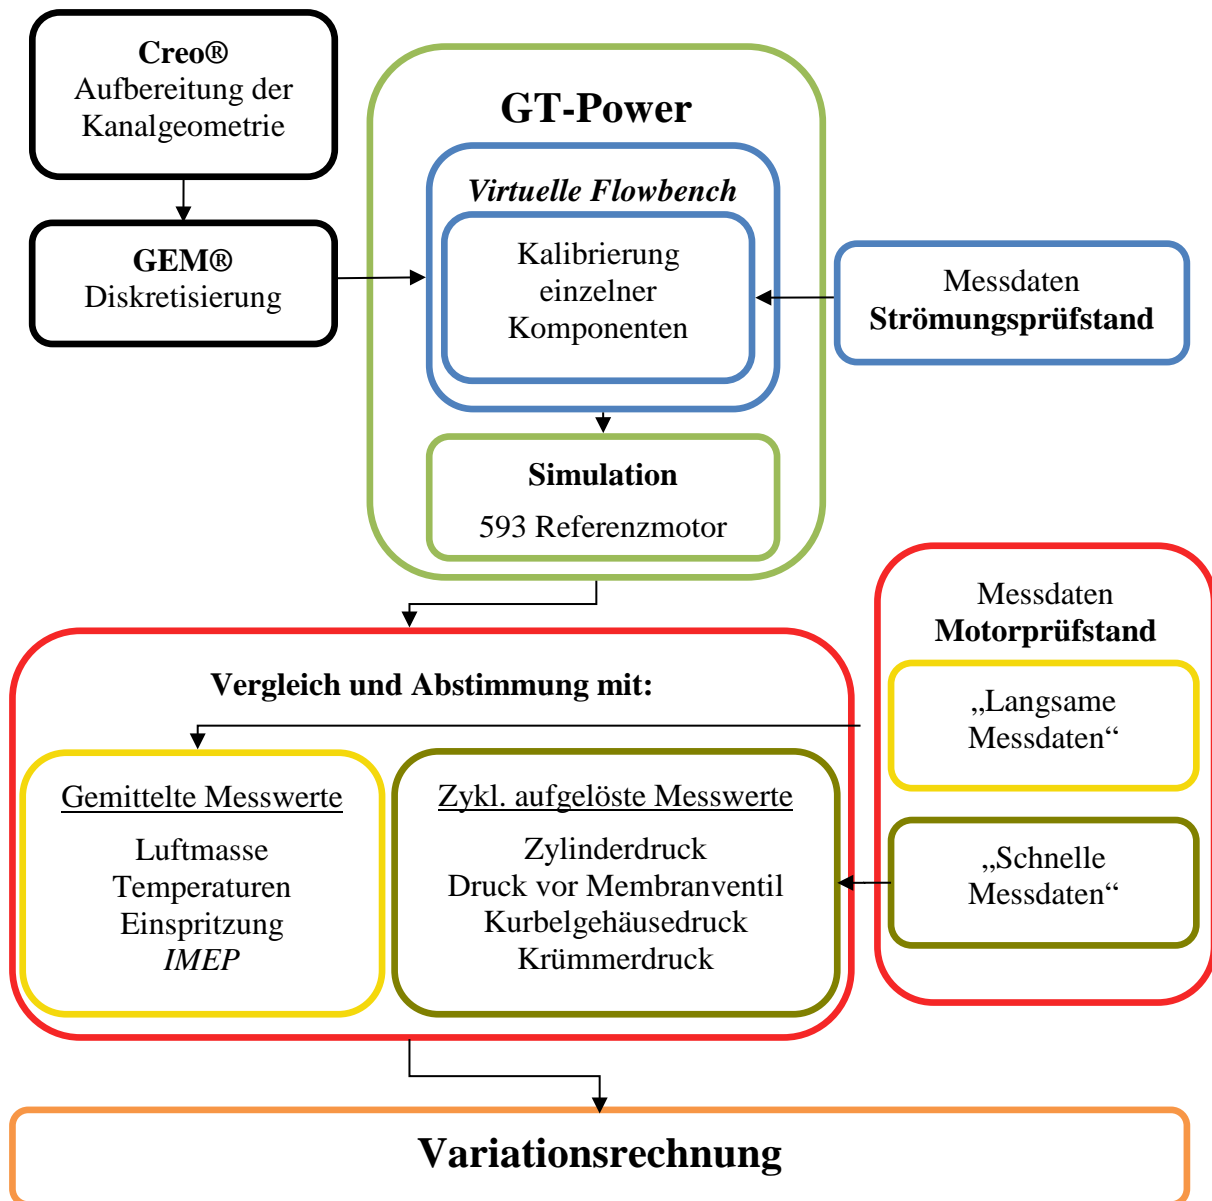 Creo®
Aufbereitung der
Kanalgeometrie
GEM®
Diskretisierung
GT-Power
Virtuelle Flowbench
Kalibrierung
einzelner
Komponenten
Messdaten
Strömungsprüfstand
Simulation
593 Referenzmotor
Messdaten
Motorprüfstand
„Langsame
Messdaten“
„Schnelle
Messdaten“
Vergleich und Abstimmung mit:
Gemittelte Messwerte
Luftmasse
Temperaturen
Einspritzung
IMEP
Zykl. aufgelöste Messwerte
Zylinderdruck
Druck vor Membranventil
Kurbelgehäusedruck
Krümmerdruck
Variationsrechnung